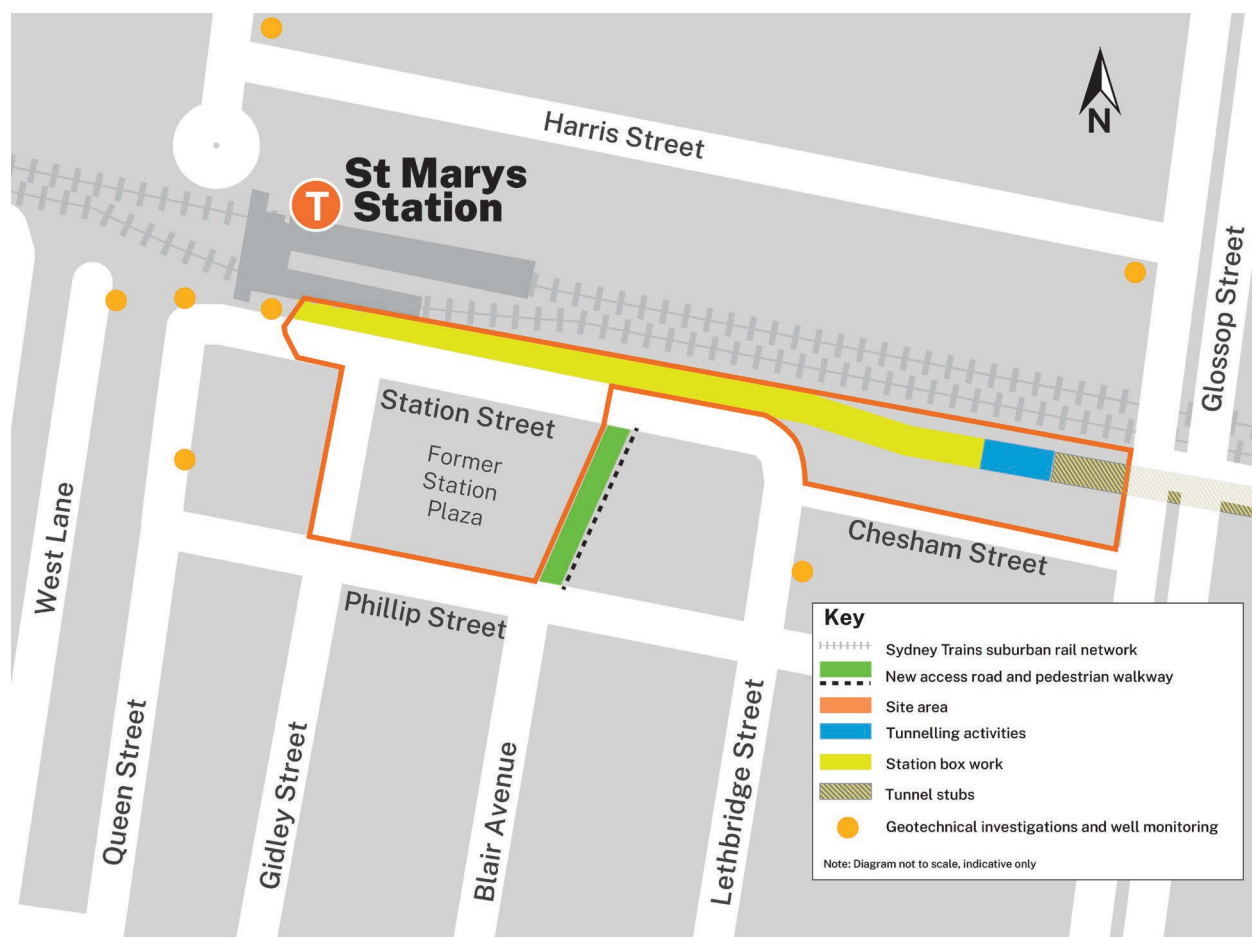 Harris Street
N
T
St Marys
Station
Glossop Street
Station Street
Former
Station
Plaza
West Lane
Chesham Street
Phillip Street
Queen Street
Gidley Street
Blair Avenue
Lethbridge Street
Key
Sydney Trains suburban rail network
New access road and pedestrian walkway
Site area
Tunnelling activities
Station box work
Tunnel stubs
Geotechnical investigations and well monitoring
Note: Diagram not to scale, indicative only